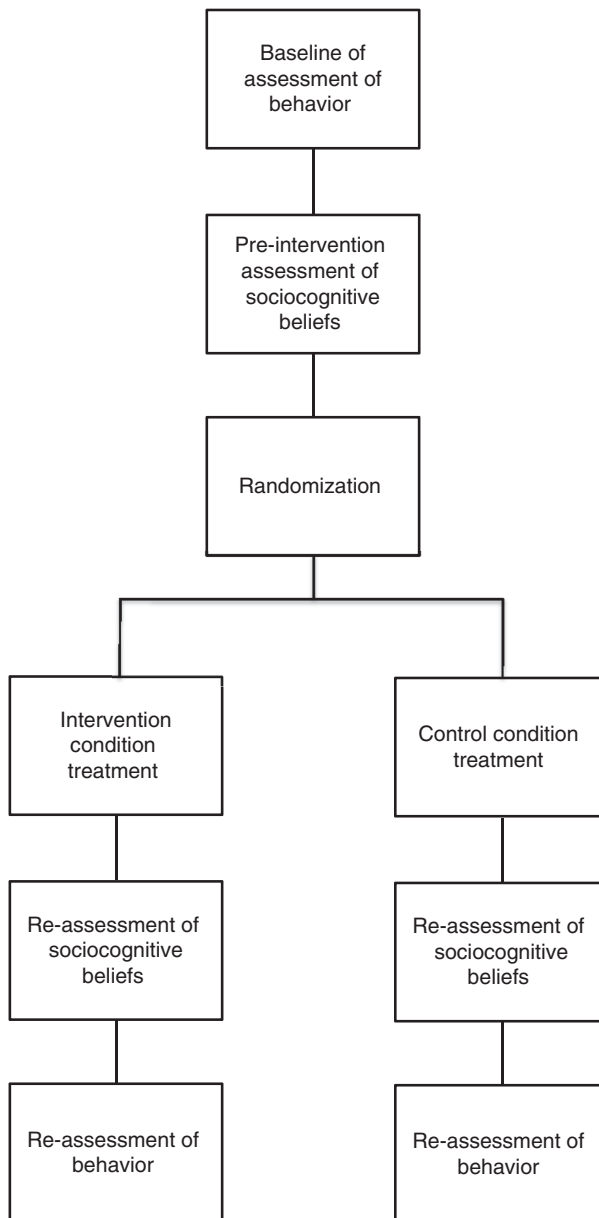 Baseline of
assessment of
behavior
Pre-intervention
assessment of
sociocognitive
beliefs
Randomization
Intervention
condition
treatment
Control condition
treatment
Re-assessment of
sociocognitive
beliefs
Re-assessment of
sociocognitive
beliefs
Re-assessment of
behavior
Re-assessment of
behavior